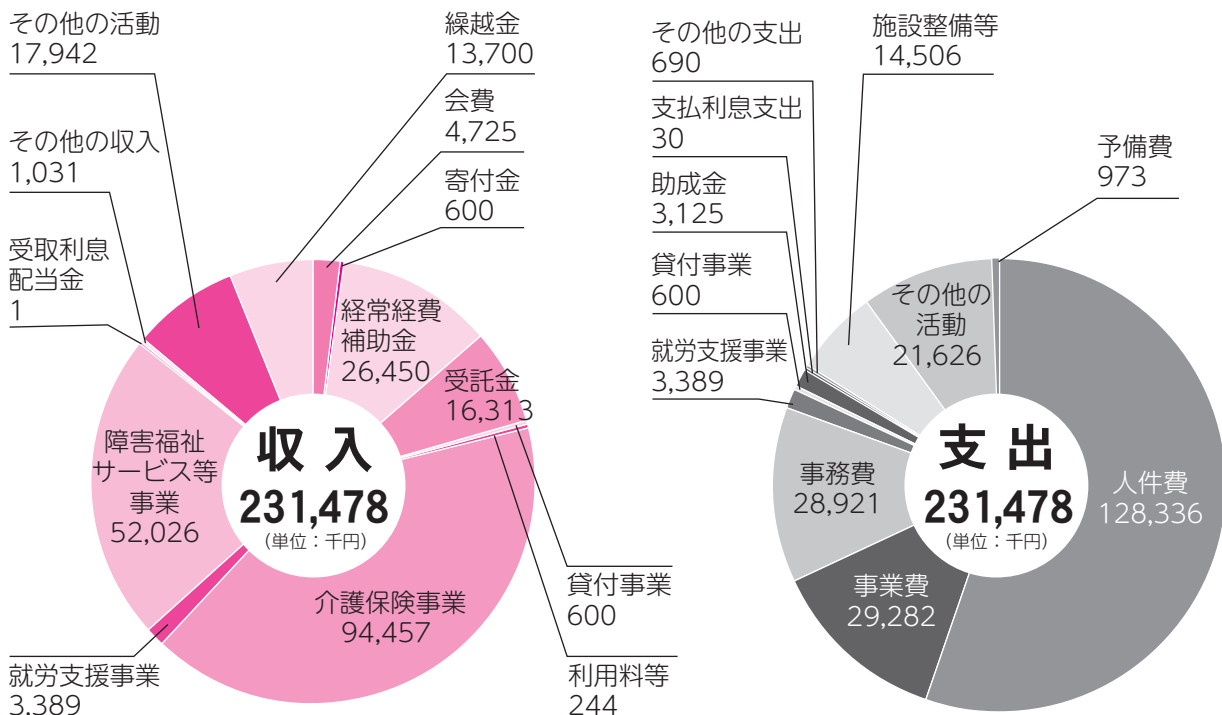 その他の活動
17,942
繰越金
13,700
会費
4,725
寄付金
600
その他の収入
1,031
受取利息
配当金
1
経常経費
補助金
26,450
受託金
16,313
障害福祉
サービス等
事業
52,026
収入
231,478
(単位：千円)
介護保険事業
94,457
貸付事業
600
利用料等
244
就労支援事業
3,389
その他の支出
690
施設整備等
14,506
支払利息支出
30
予備費
973
助成金
3,125
貸付事業
600
就労支援事業
3,389
その他の
活動
21,626
支出
231,478
(単位：千円)
人件費
128,336
事務費
28,921
事業費
29,282